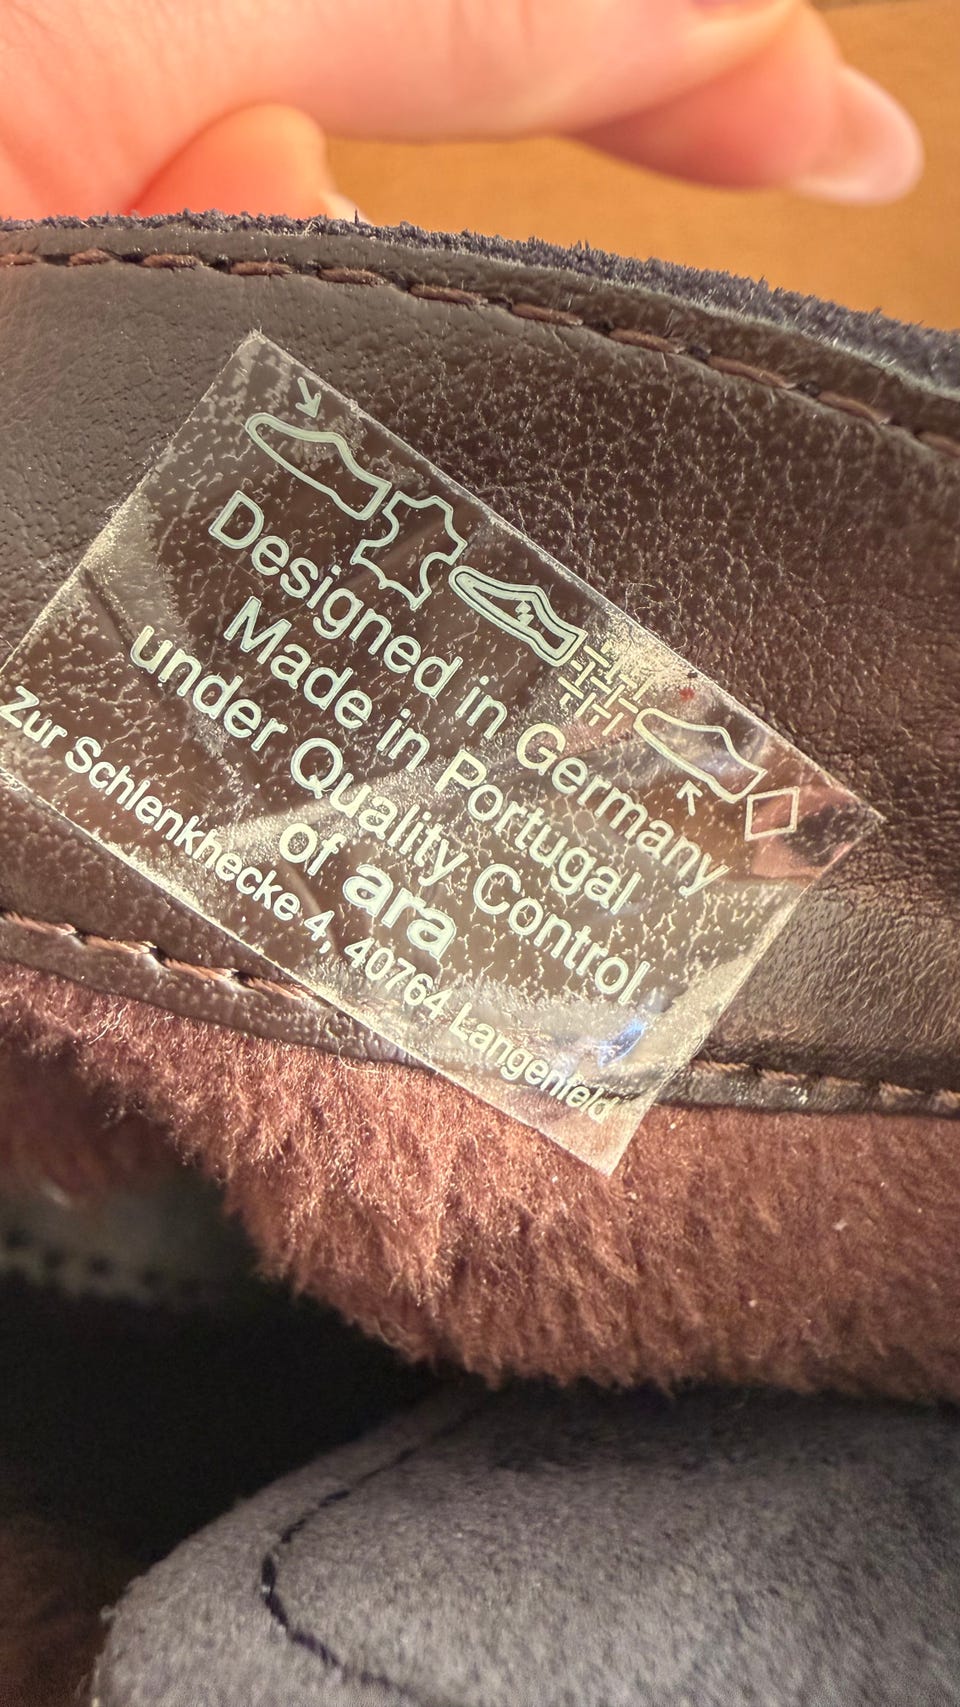 Designed in Germany
Made in Portugal
under Quality Control
of ara
Zur Schlenkhecke 4, 40764 Langenfeld